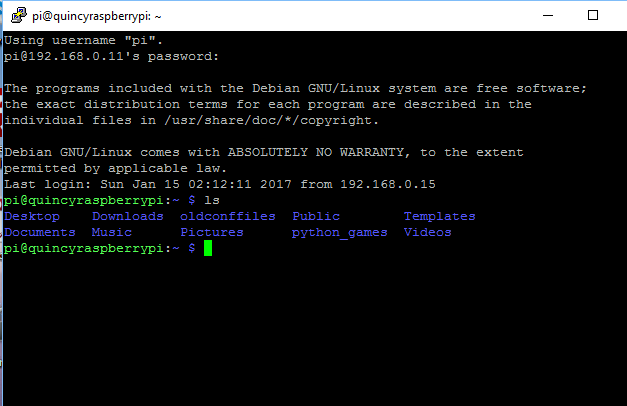 pi@quincyraspberrypi: ~
Using username "pi".
pi@192.168.0.11's password:
The programs included with the Debian GNU/Linux system are free software;
the exact distribution terms for each program are described in the
individual files in /usr/share/doc/*/copyright.
Debian GNU/Linux comes with ABSOLUTELY NO WARRANTY, to the extent
permitted by applicable law.
Last login: Sun Jan 15 02:12:11 2017 from 192.168.0.15
pi@quincyraspberrypi:~ $ ls
Desktop    Downloads  oldconffiles  Public        Templates
Documents  Music      Pictures      python_games  Videos
pi@quincyraspberrypi:~ $